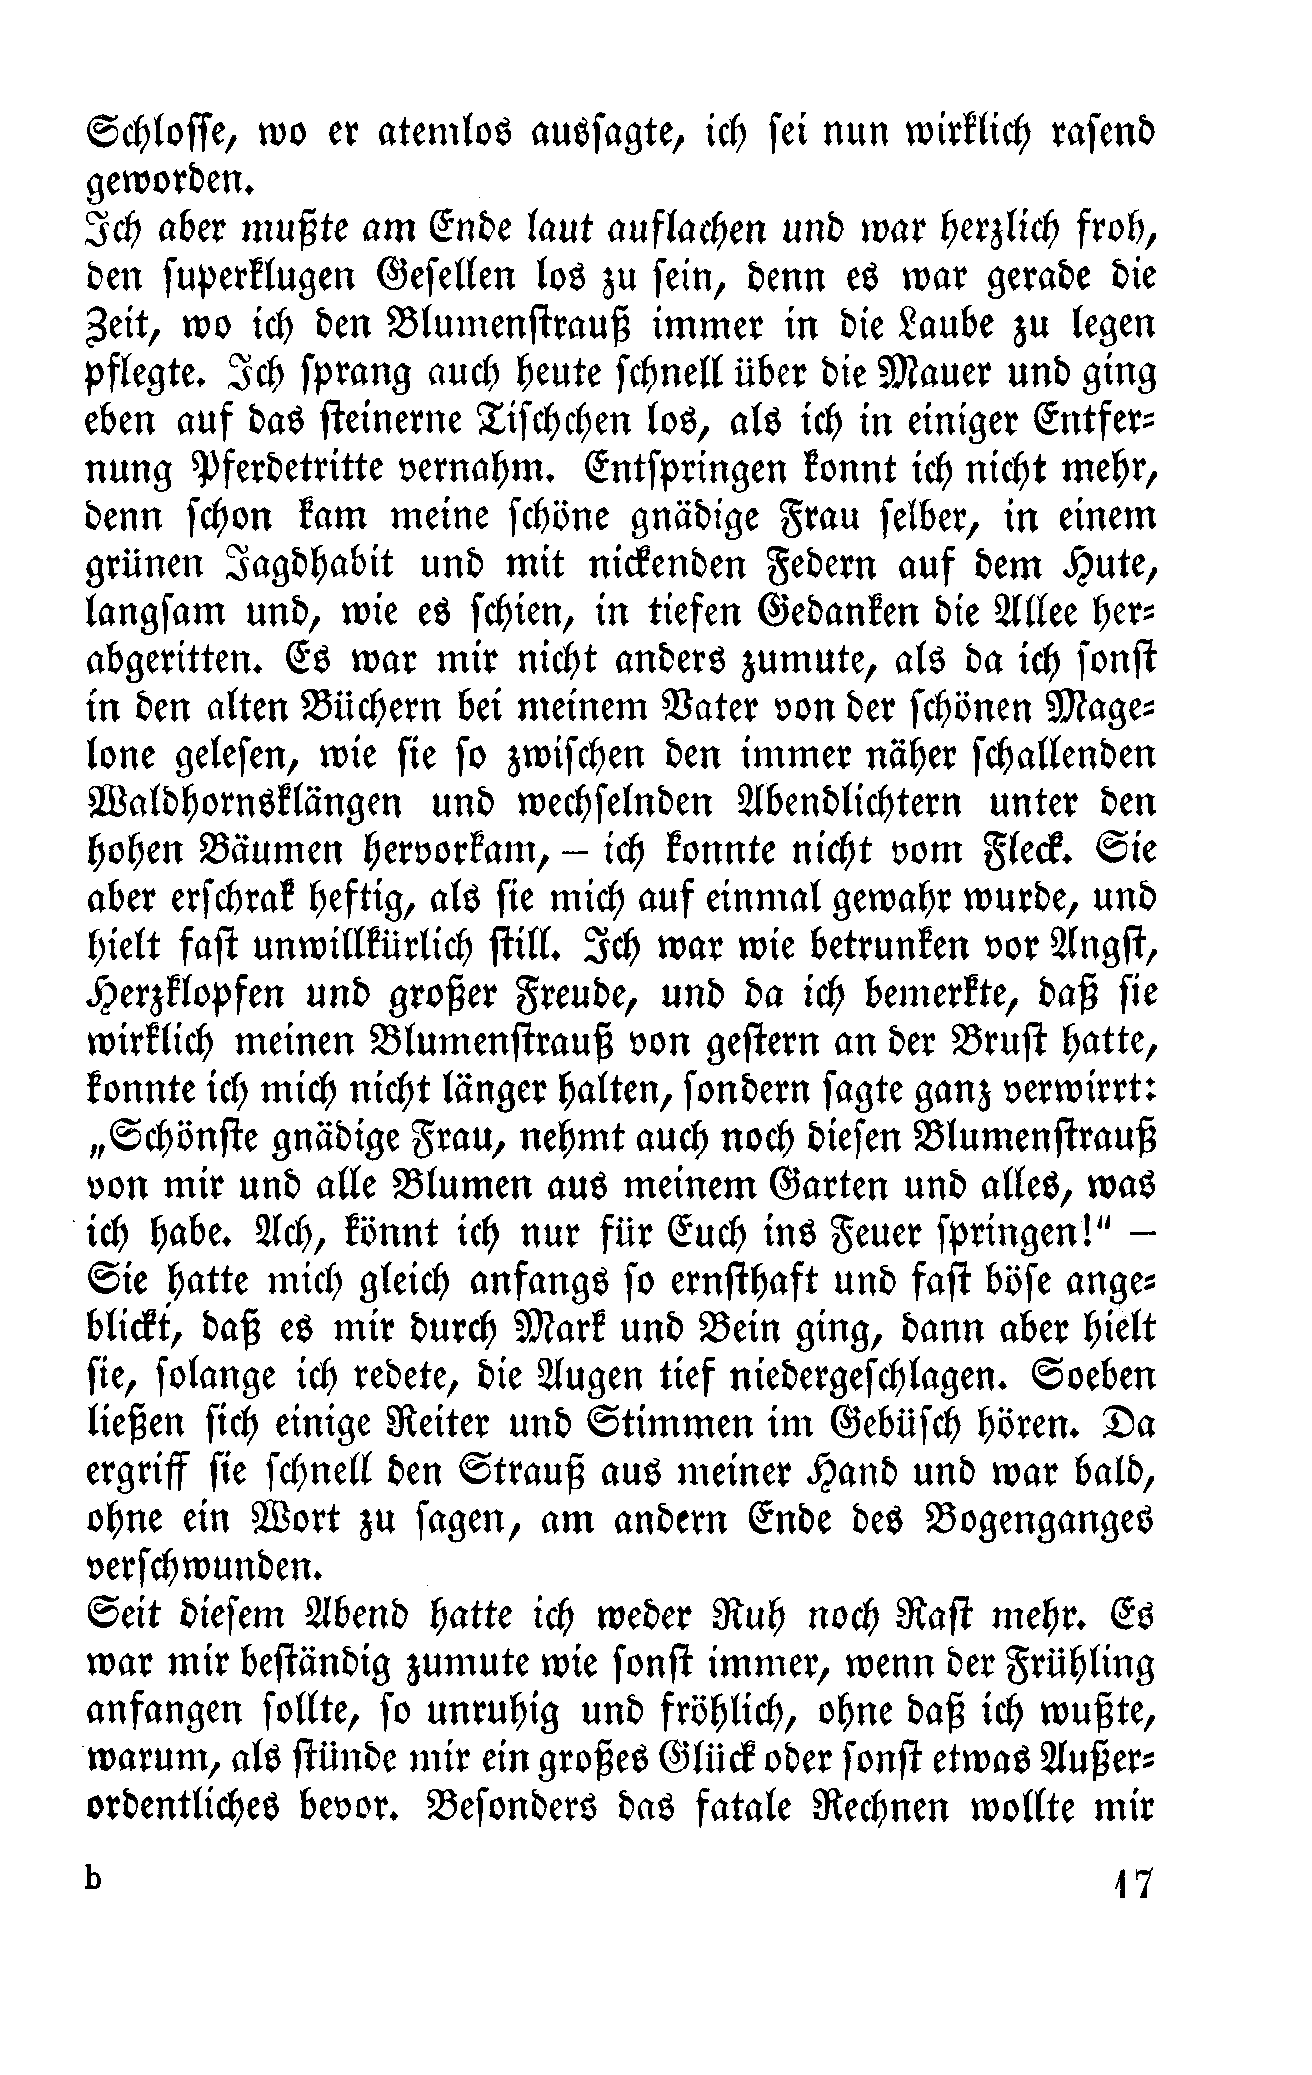 Schlosse, wo er atemlos aussagte, ich sei nun wirklich rasend
geworden.
Ich aber mußte am Ende laut auflachen und war herzlich froh,
den superklugen Gesellen los zu sein, denn es war gerade die
Zeit, wo ich den Blumenstrauß immer in die Laube zu legen
pflegte. Ich sprang auch heute schnell über die Mauer und ging
eben auf das steinerne Tischchen los, als ich in einiger Entfer-
nung Pferdetritte vernahm. Entspringen konnt ich nicht mehr,
denn schon kam meine schöne gnädige Frau selber, in einem
grünen Jagdhabit und mit nickenden Federn auf dem Hute,
langsam und, wie es schien, in tiefen Gedanken die Allee her-
abgeritten. Es war mir nicht anders zumute, als da ich sonst
in den alten Büchern bei meinem Vater von der schönen Mage-
lone gelesen, wie sie so zwischen den immer näher schallenden
Waldhornsklängen und wechselnden Abendlichtern unter den
hohen Bäumen hervorkam, – ich konnte nicht vom Fleck. Sie
aber erschrak heftig, als sie mich auf einmal gewahr wurde, und
hielt fast unwillkürlich still. Ich war wie betrunken vor Angst,
Herzklopfen und großer Freude, und da ich bemerkte, daß sie
wirklich meinen Blumenstrauß von gestern an der Brust hatte,
konnte ich mich nicht länger halten, sondern sagte ganz verwirrt:
„Schönste gnädige Frau, nehmt auch noch diesen Blumenstrauß
von mir und alle Blumen aus meinem Garten und alles, was
ich habe. Ach, könnt ich nur für Euch ins Feuer springen!“ –
Sie hatte mich gleich anfangs so ernsthaft und fast böse ange-
blickt, daß es mir durch Mark und Bein ging, dann aber hielt
sie, solange ich redete, die Augen tief niedergeschlagen. Soeben
ließen sich einige Reiter und Stimmen im Gebüsch hören. Da
ergriff sie schnell den Strauß aus meiner Hand und war bald,
ohne ein Wort zu sagen, am andern Ende des Bogenganges
verschwunden.
Seit diesem Abend hatte ich weder Ruh noch Rast mehr. Es
war mir beständig zumute wie sonst immer, wenn der Frühling
anfangen sollte, so unruhig und fröhlich, ohne daß ich wußte,
warum, als stünde mir ein großes Glück oder sonst etwas Außer-
ordentliches bevor. Besonders das fatale Rechnen wollte mir
b 17